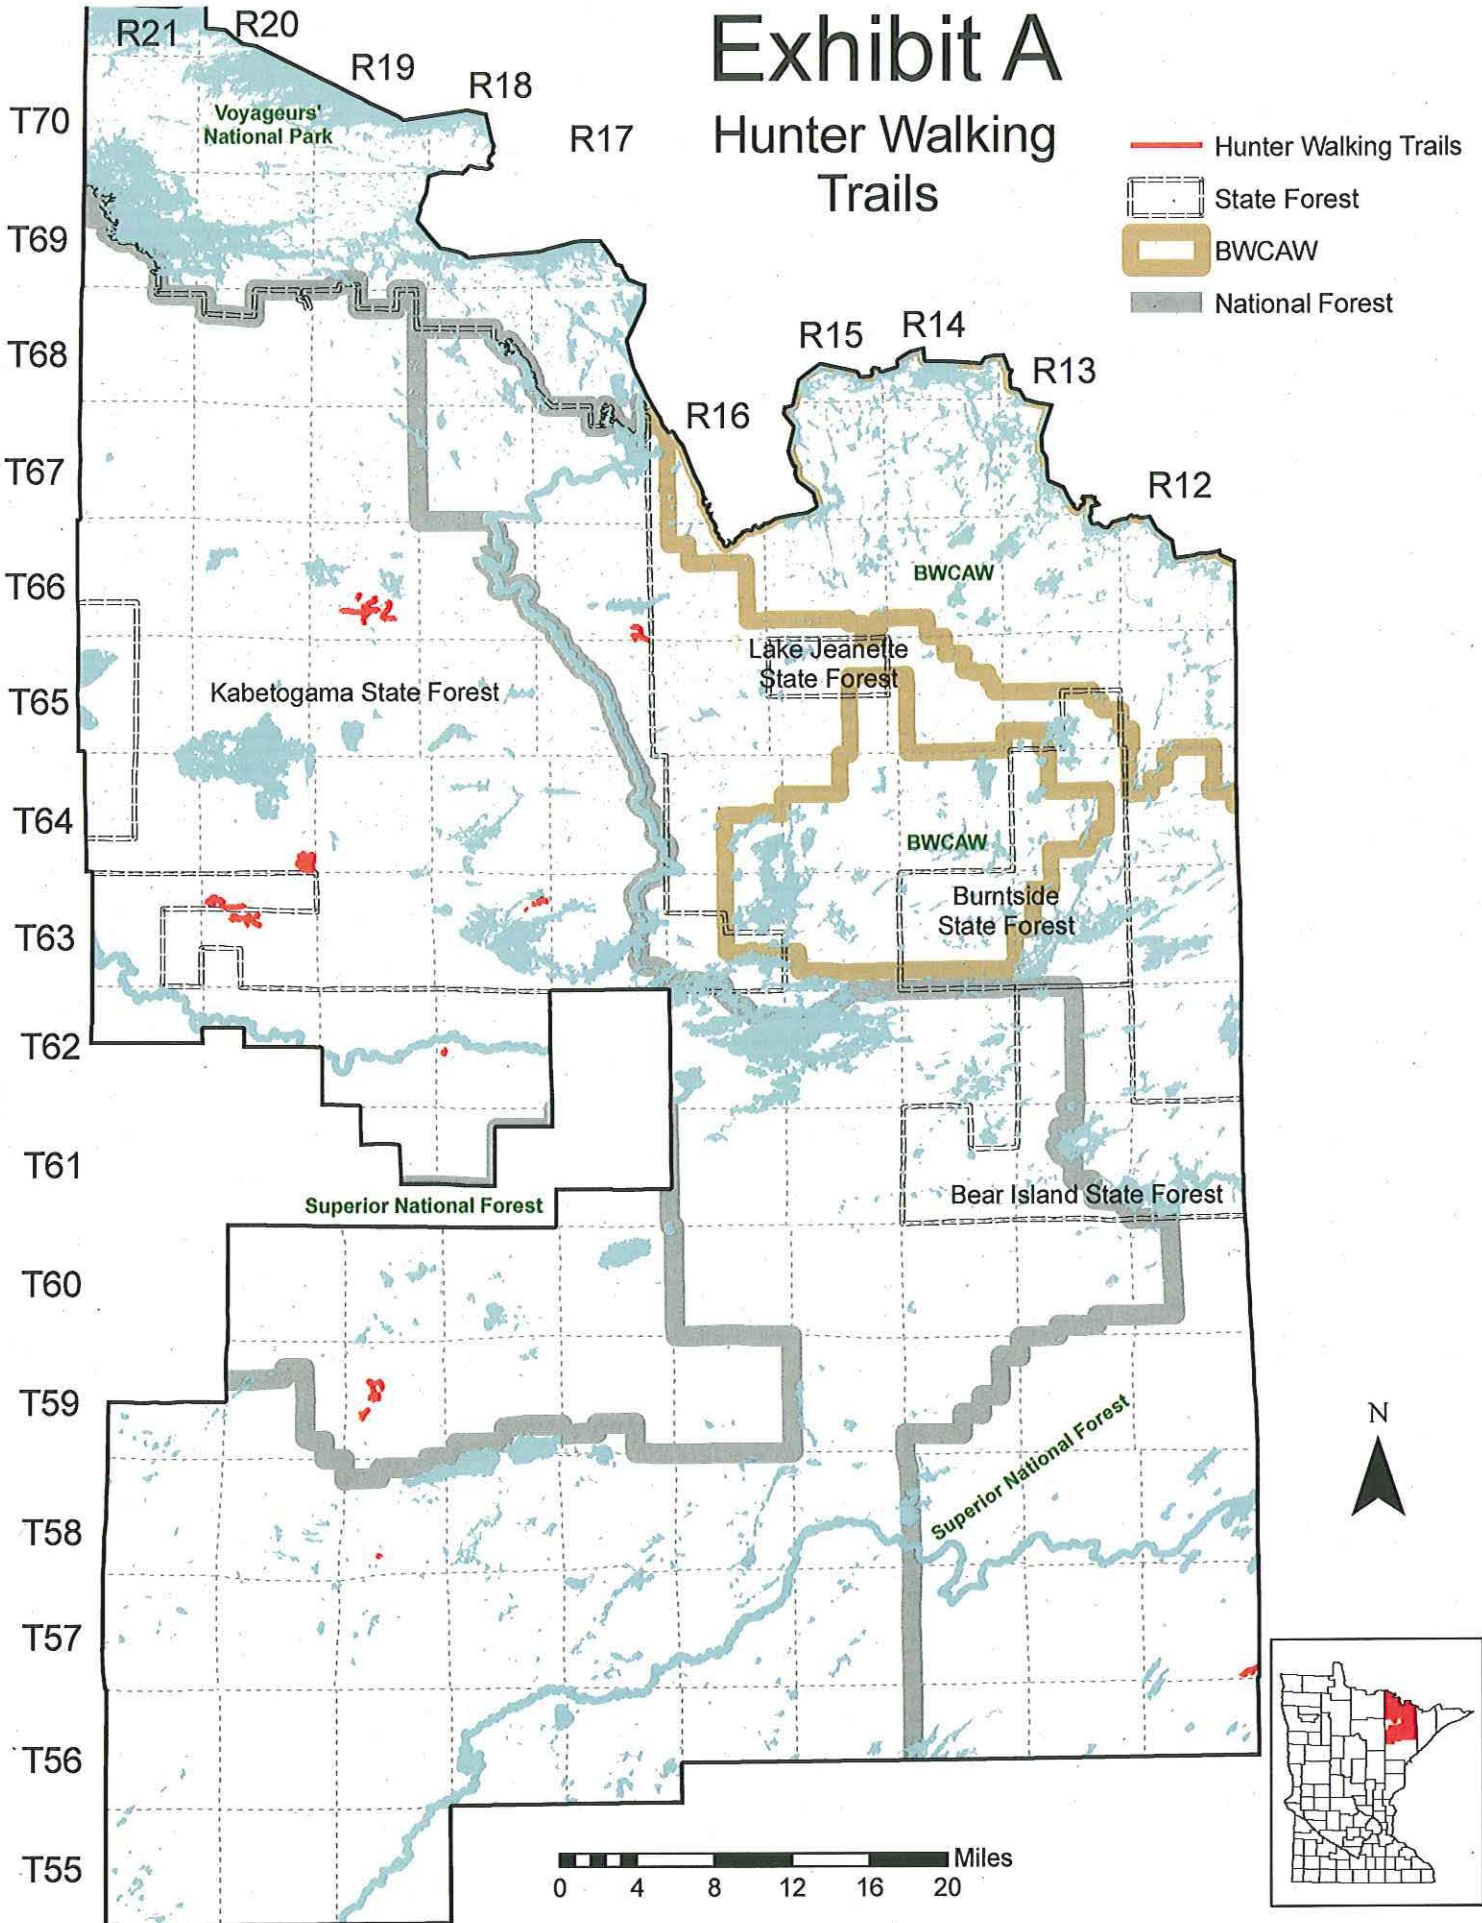 Exhibit A
Hunter Walking
Trails
R21
R20
R19
R18
R17
R16
R15
R14
R13
R12
Hunter Walking Trails
State Forest
BWCAW
National Forest
T70
T69
T68
T67
T66
T65
T64
T63
T62
T61
T60
T59
T58
T57
T56
T55
Voyageurs'
National Park
BWCAW
Lake Jeanette
State Forest
Kabetogama State Forest
BWCAW
Burntside
State Forest
Bear Island State Forest
Superior National Forest
Superior National Forest
N
Miles
0 4 8 12 16 20